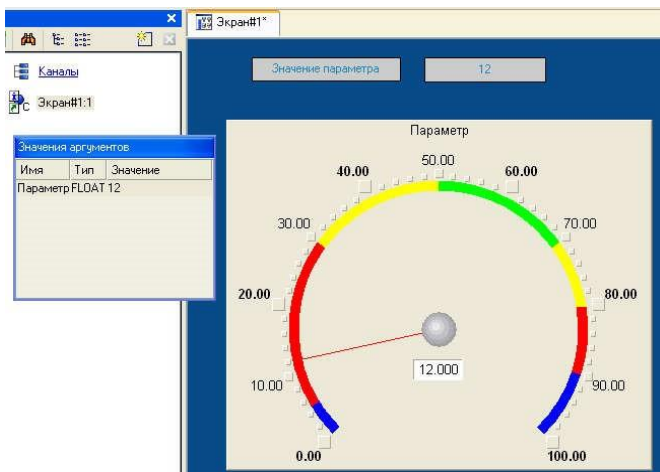 Экран#1*
Каналы
Экран#1:1
Значение параметра
12
Значения аргументов
Имя Тип Значение
Параметр FLOAT 12
Параметр
50.00
40.00 60.00
30.00 70.00
20.00 80.00
12.000
10.00 90.00
0.00 100.00